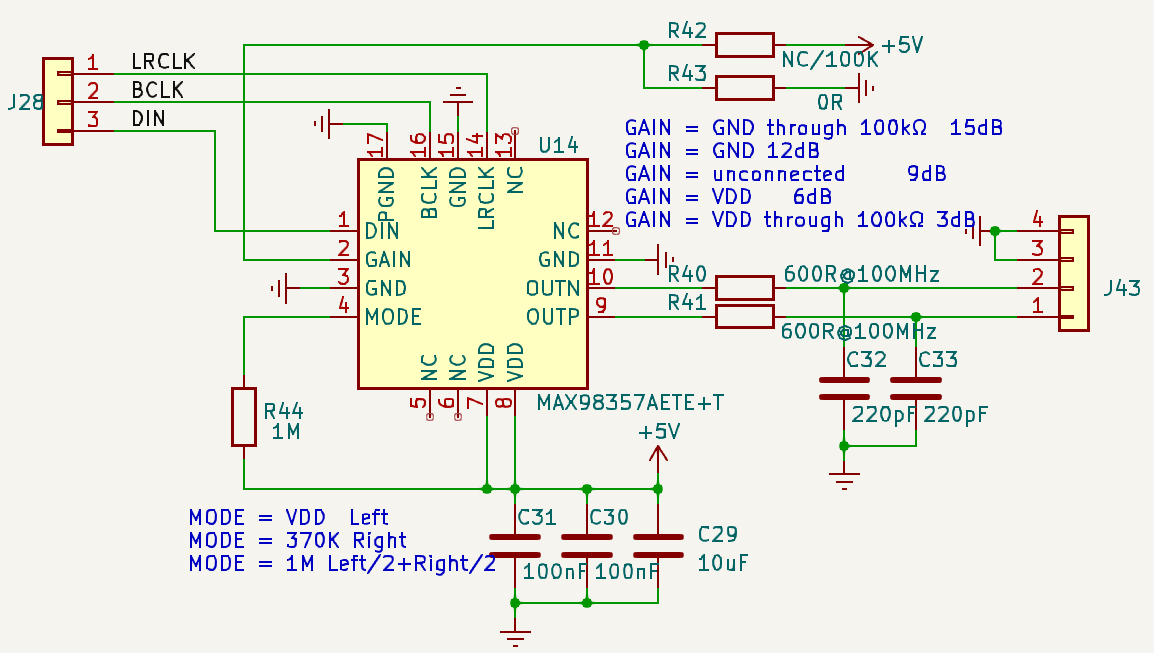 R42
+5V
NC/100K
R43
0R
J28
1 LRCLK
2 BCLK
3 DIN
GAIN = GND through 100kΩ 15dB
GAIN = GND 12dB
GAIN = unconnected 9dB
GAIN = VDD 6dB
GAIN = VDD through 100kΩ 3dB
U14
17 16 15 14 13
PGND BCLK GND LRCLK NC
1 DIN
2 GAIN
3 GND
4 MODE
12 NC
11 GND
10 OUTN
9 OUTP
NC NC VDD VDD
5 6 7 8
MAX98357AETE+T
R40
600R@100MHz
R41
600R@100MHz
4
3
2
1
J43
C32
220pF
C33
220pF
R44
1M
+5V
MODE = VDD Left
MODE = 370K Right
MODE = 1M Left/2+Right/2
C31
100nF
C30
100nF
C29
10uF